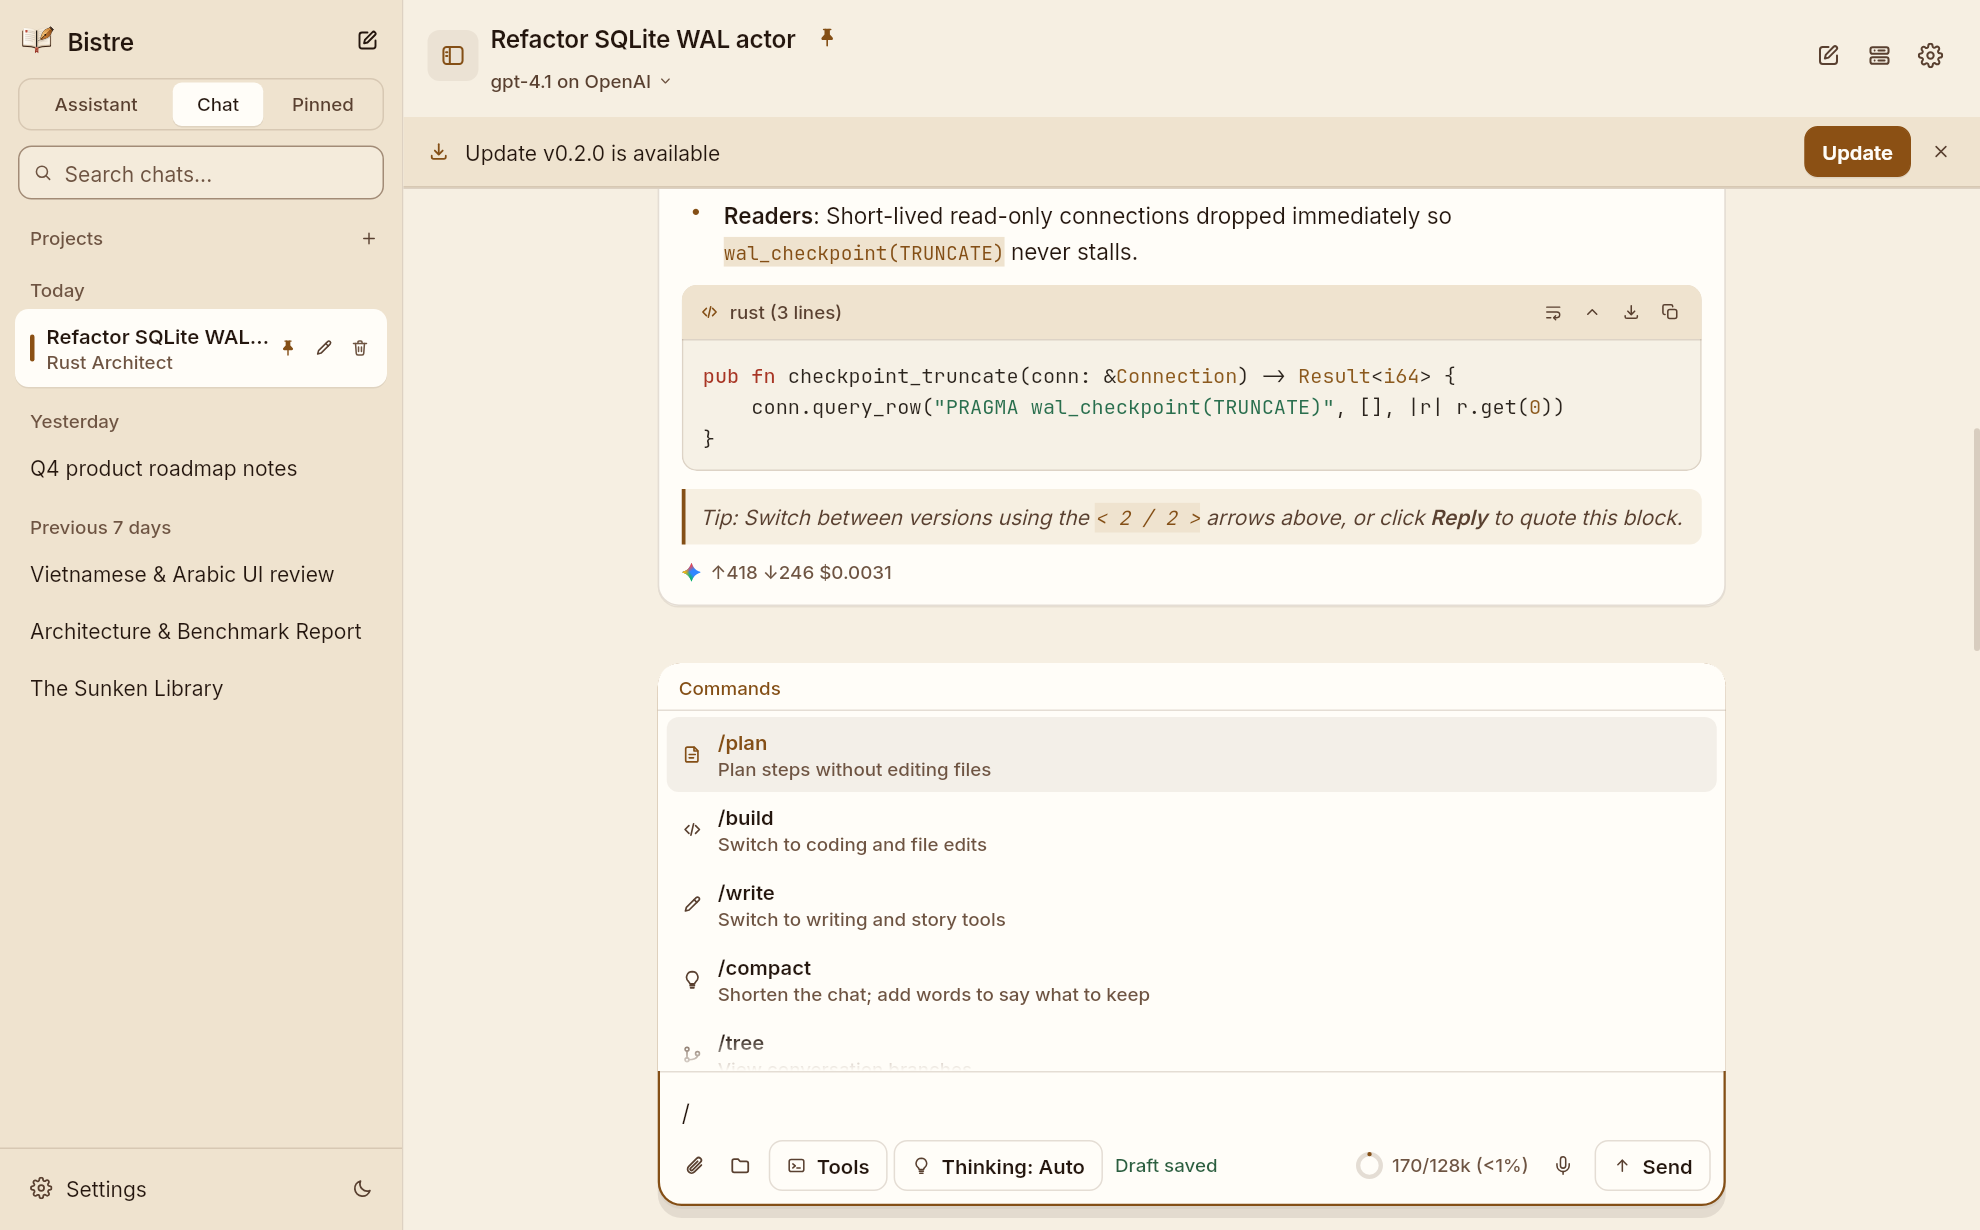 Bistre
Assistant
Chat
Pinned
Search chats...
Projects
Today
Refactor SQLite WAL...
Rust Architect
Yesterday
Q4 product roadmap notes
Previous 7 days
Vietnamese & Arabic UI review
Architecture & Benchmark Report
The Sunken Library
Settings
Refactor SQLite WAL actor
gpt-4.1 on OpenAI
Update v0.2.0 is available
Update
• Readers: Short-lived read-only connections dropped immediately so
wal_checkpoint(TRUNCATE) never stalls.
rust (3 lines)
pub fn checkpoint_truncate(conn: &Connection) -> Result<i64> {
    conn.query_row("PRAGMA wal_checkpoint(TRUNCATE)", [], |r| r.get(0))
}
Tip: Switch between versions using the < 2 / 2 > arrows above, or click Reply to quote this block.
↑418 ↓246 $0.0031
Commands
/plan
Plan steps without editing files
/build
Switch to coding and file edits
/write
Switch to writing and story tools
/compact
Shorten the chat; add words to say what to keep
/tree
View conversation branches
/
Tools
Thinking: Auto
Draft saved
170/128k (<1%)
Send